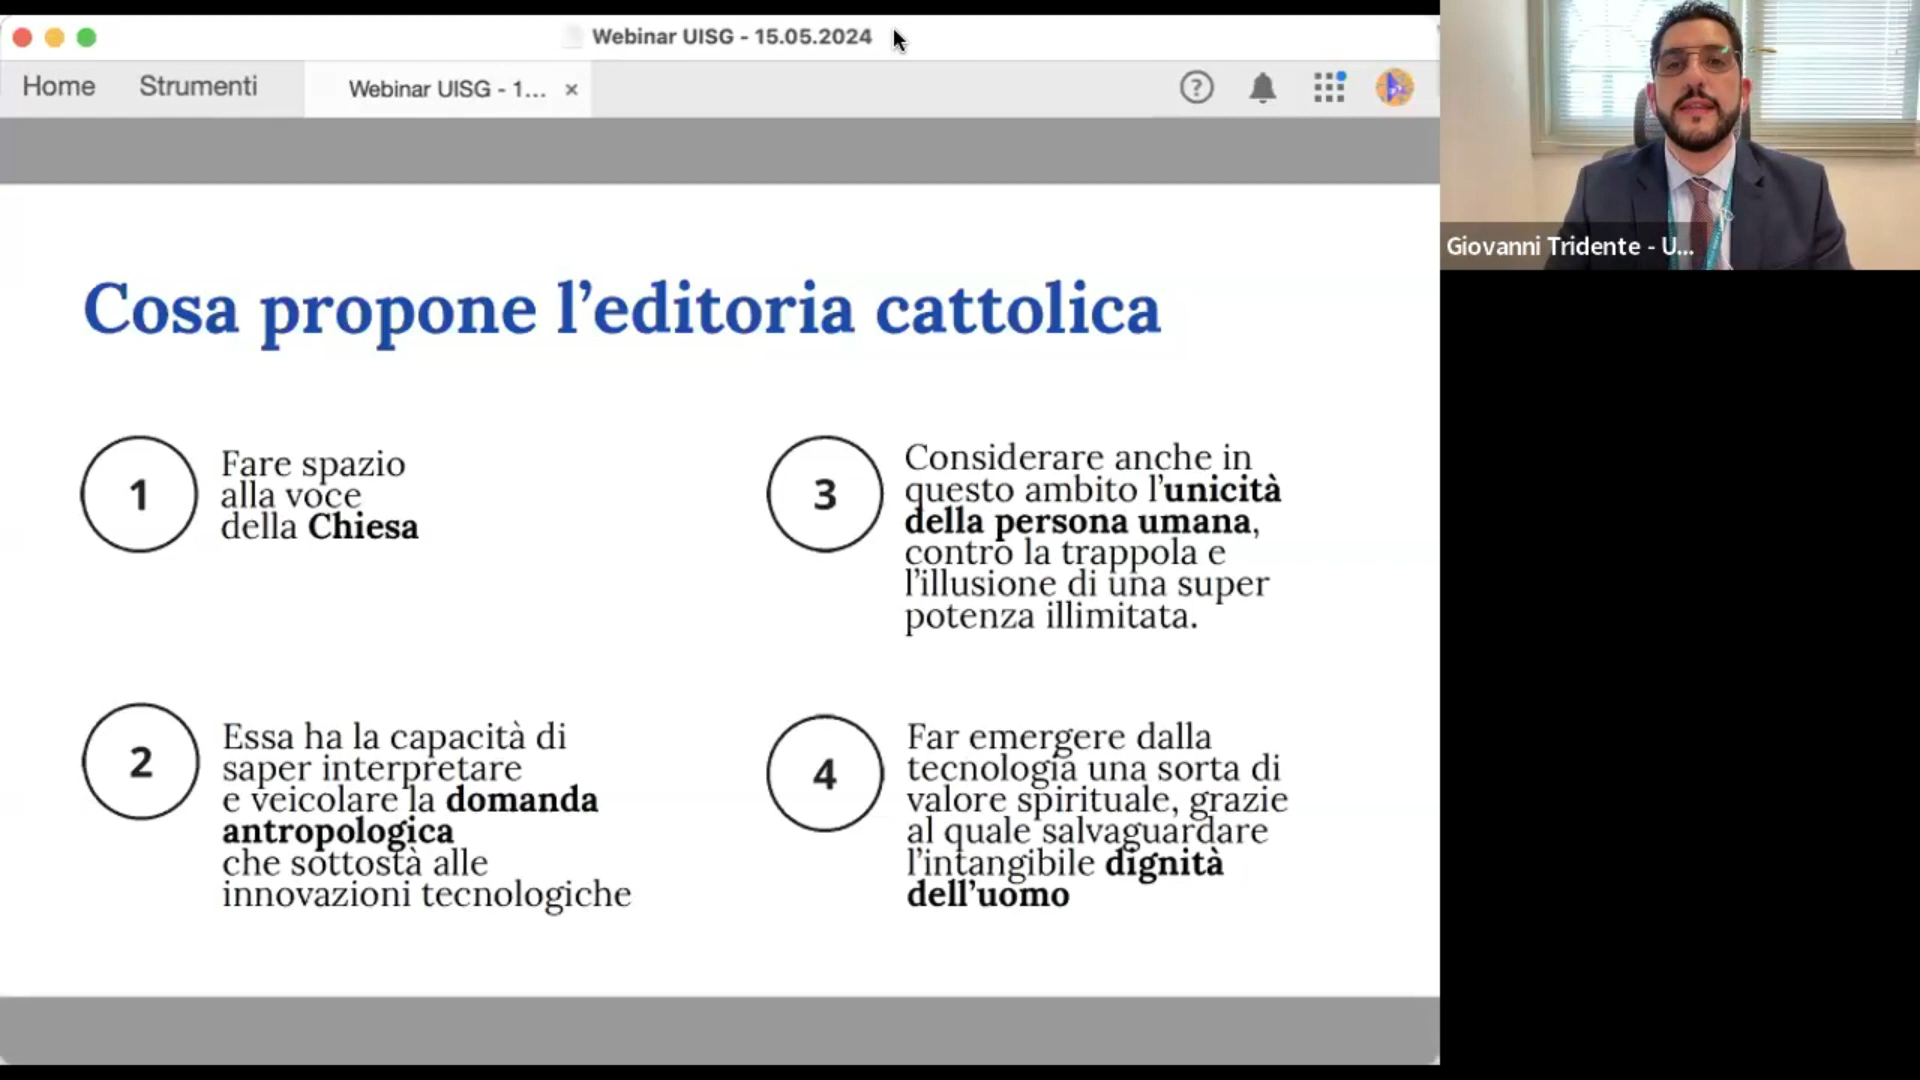 Webinar UISG - 15.05.2024
Home
Strumenti
Webinar UISG - 1...
Giovanni Tridente - U...
Cosa propone l’editoria cattolica
1
Fare spazio
alla voce
della Chiesa
2
Essa ha la capacità di
saper interpretare
e veicolare la domanda
antropologica
che sottostà alle
innovazioni tecnologiche
3
Considerare anche in
questo ambito l’unicità
della persona umana,
contro la trappola e
l’illusione di una super
potenza illimitata.
4
Far emergere dalla
tecnologia una sorta di
valore spirituale, grazie
al quale salvaguardare
l’intangibile dignità
dell’uomo